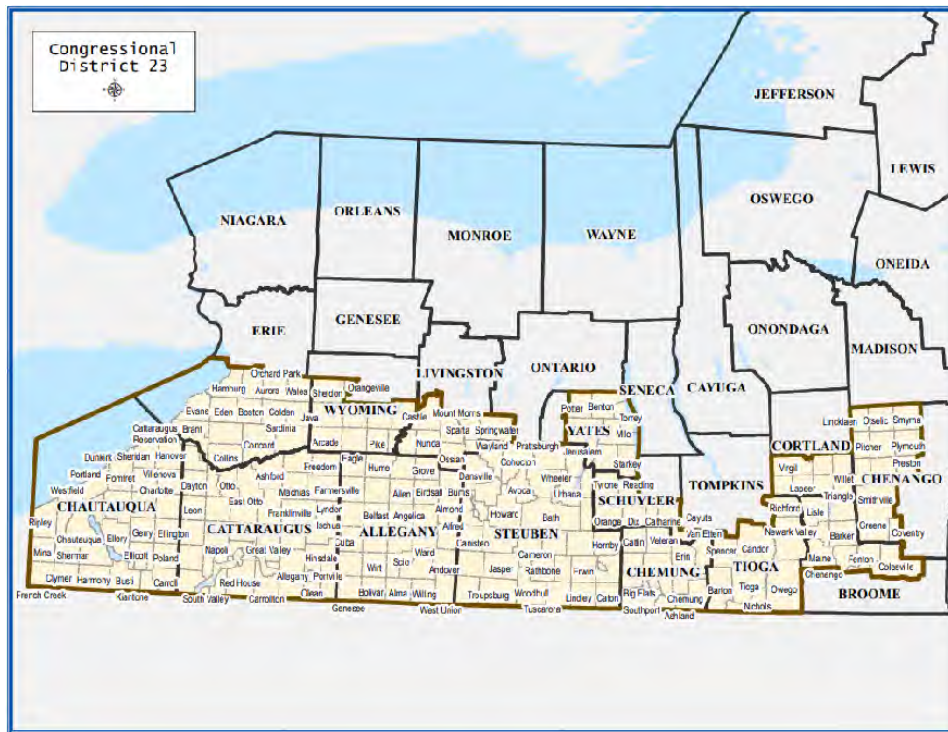 Congressional
District 23
JEFFERSON
LEWIS
OSWEGO
NIAGARA
ORLEANS
MONROE
WAYNE
ONEIDA
ERIE
GENESEE
ONONDAGA
MADISON
LIVINGSTON
ONTARIO
SENECA
CAYUGA
Orchard Park
Hamburg Aurora Wales Sheldon Orangeville
WYOMING
Evans Eden Boston Golden Java
Castile Mount Morris
Potter Benton
Torrey
Lincklaen Otselic Smyrna
Cattaraugus
Reservation Brant
Sardinia
Sparta Springwater
YATES
Milo
Concord
Arcade Pike
Nunca
Wayland Prattsburgh
Jerusalem
CORTLAND
Pitcher Plymouth
Dunkirk Sheridan Hanover
Collins
Eagle Hume
Ossian
Cohocton
Starkey
Virgil
Preston
Portland Pomfret Villenova
Dayton Otto
Ashford Freedom
Grove
Dansville
Wheeler
Tyrone Reading
TOMPKINS
Willet
CHENANGO
Westfield Charlotte
East Otto
Machias Farmersville
Allen Birdsall Burns
Avoca
Urbana
SCHUYLER
Lapeer
Triangle
Smithville
CHAUTAUQUA
Leon
Franklinville Lyndon
Belfast Angelica
Almond
Howard Bath
Orange Dix Catharine
Richford
Lisle
Greene
Ripley
CATTARAUGUS
Ischua
ALLEGANY
Alfred
STEUBEN
Cayuta
Newark Valley
Barker
Coventry
Chautauqua Ellery Gerry Ellington
Cuba
Canisteo
Hornby
Catlin Veteran
Van Etten
Spencer Candor
Maine
Fenton
Colesville
Mina Sherman
Ellicott Poland
Napoli Great Valley
Hinsdale
Ward
Cameron
Erin
TIOGA
Chenango
Wirt Scio
Andover
Jasper Rathbone Erwin
CHEMUNG
Clymer Harmony Busti Carroll
Red House
Allegany Portville
Bolivar Alma Willing
Troupsburg Woodhull
Lindley Caton
Big Flats
Chemung
Barton
Tioga
Owego
BROOME
French Creek
Kiantone
South Valley
Carrollton
Olean
Genesee
West Union
Tuscarora
Southport
Ashland
Nichols